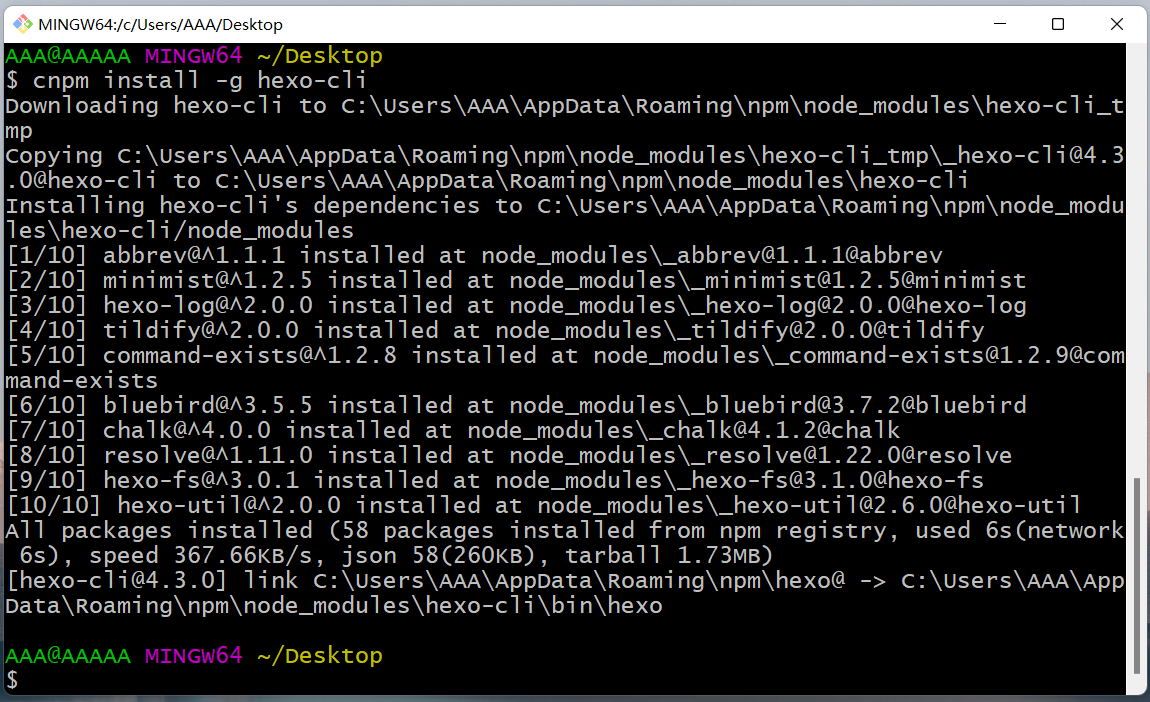 MINGW64:/c/Users/AAA/Desktop
AAA@AAAAA MINGW64 ~/Desktop
$ cnpm install -g hexo-cli
Downloading hexo-cli to C:\Users\AAA\AppData\Roaming\npm\node_modules\hexo-cli_t
mp
Copying C:\Users\AAA\AppData\Roaming\npm\node_modules\hexo-cli_tmp\_hexo-cli@4.3
.0@hexo-cli to C:\Users\AAA\AppData\Roaming\npm\node_modules\hexo-cli
Installing hexo-cli's dependencies to C:\Users\AAA\AppData\Roaming\npm\node_modu
les\hexo-cli/node_modules
[1/10] abbrev@^1.1.1 installed at node_modules\_abbrev@1.1.1@abbrev
[2/10] minimist@^1.2.5 installed at node_modules\_minimist@1.2.5@minimist
[3/10] hexo-log@^2.0.0 installed at node_modules\_hexo-log@2.0.0@hexo-log
[4/10] tildify@^2.0.0 installed at node_modules\_tildify@2.0.0@tildify
[5/10] command-exists@^1.2.8 installed at node_modules\_command-exists@1.2.9@com
mand-exists
[6/10] bluebird@^3.5.5 installed at node_modules\_bluebird@3.7.2@bluebird
[7/10] chalk@^4.0.0 installed at node_modules\_chalk@4.1.2@chalk
[8/10] resolve@^1.11.0 installed at node_modules\_resolve@1.22.0@resolve
[9/10] hexo-fs@^3.0.1 installed at node_modules\_hexo-fs@3.1.0@hexo-fs
[10/10] hexo-util@^2.0.0 installed at node_modules\_hexo-util@2.6.0@hexo-util
All packages installed (58 packages installed from npm registry, used 6s(network
 6s), speed 367.66KB/s, json 58(260KB), tarball 1.73MB)
[hexo-cli@4.3.0] link C:\Users\AAA\AppData\Roaming\npm\hexo@ -> C:\Users\AAA\App
Data\Roaming\npm\node_modules\hexo-cli\bin\hexo
AAA@AAAAA MINGW64 ~/Desktop
$